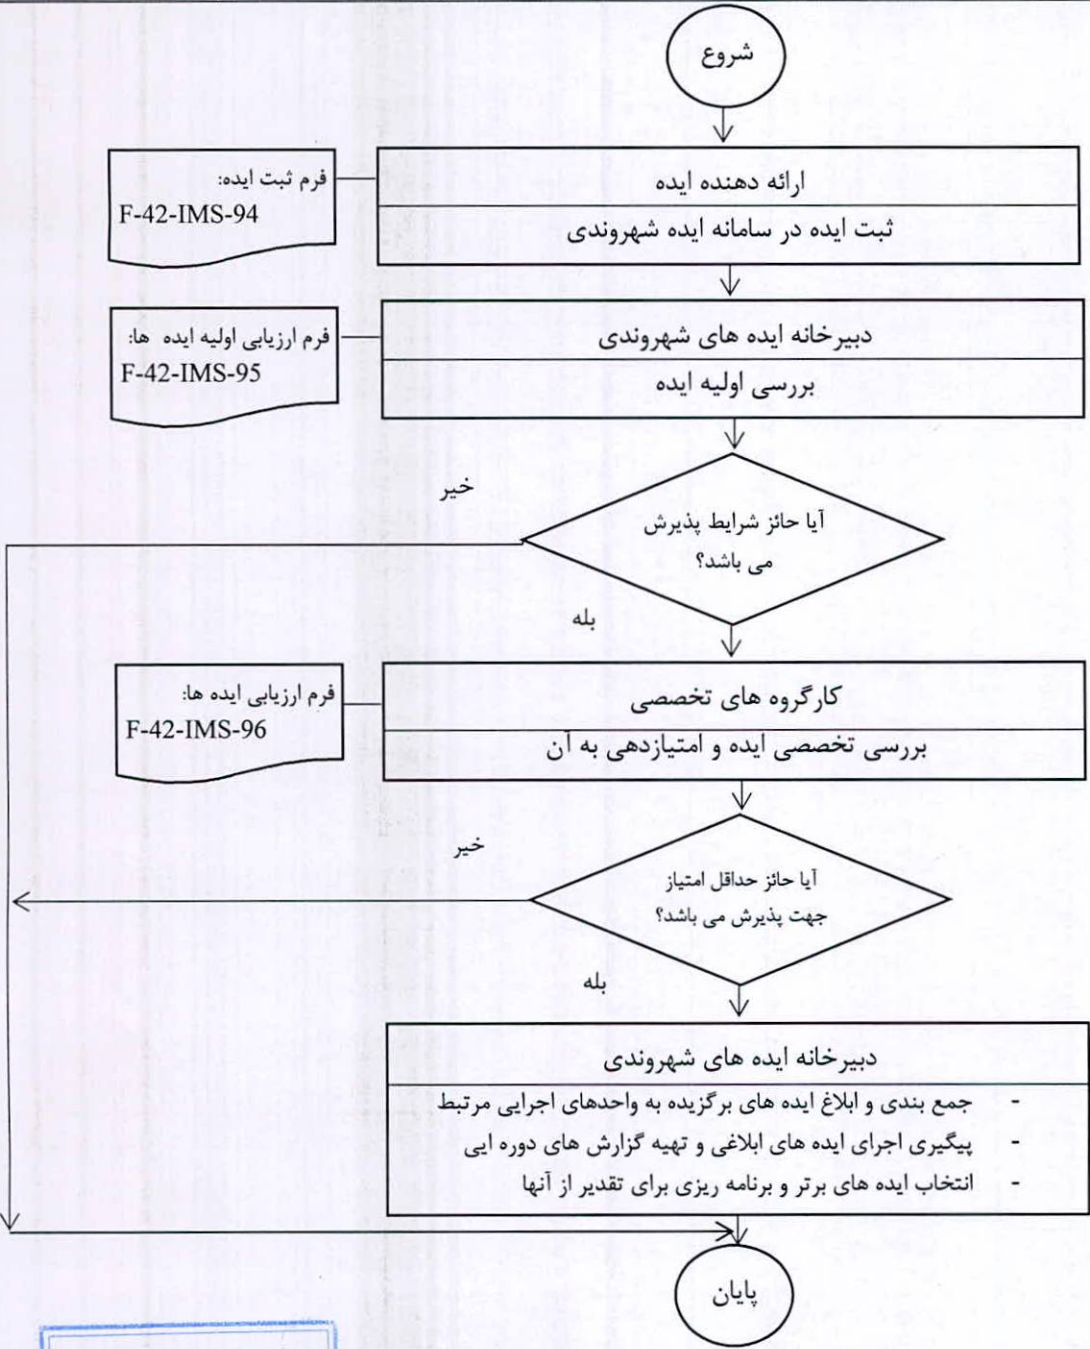 شروع
ارائه دهنده ایده
ثبت ایده در سامانه ایده شهروندی
فرم ثبت ایده:
F-42-IMS-94
دبیرخانه ایده های شهروندی
بررسی اولیه ایده
فرم ارزیابی اولیه ایده ها:
F-42-IMS-95
آیا حائز شرایط پذیرش
می باشد؟
خیر
بله
کارگروه های تخصصی
بررسی تخصصی ایده و امتیازدهی به آن
فرم ارزیابی ایده ها:
F-42-IMS-96
آیا حائز حداقل امتیاز
جهت پذیرش می باشد؟
خیر
بله
دبیرخانه ایده های شهروندی
- جمع بندی و ابلاغ ایده های برگزیده به واحدهای اجرایی مرتبط
- پیگیری اجرای ایده های ابلاغی و تهیه گزارش های دوره ایی
- انتخاب ایده های برتر و برنامه ریزی برای تقدیر از آنها
پایان